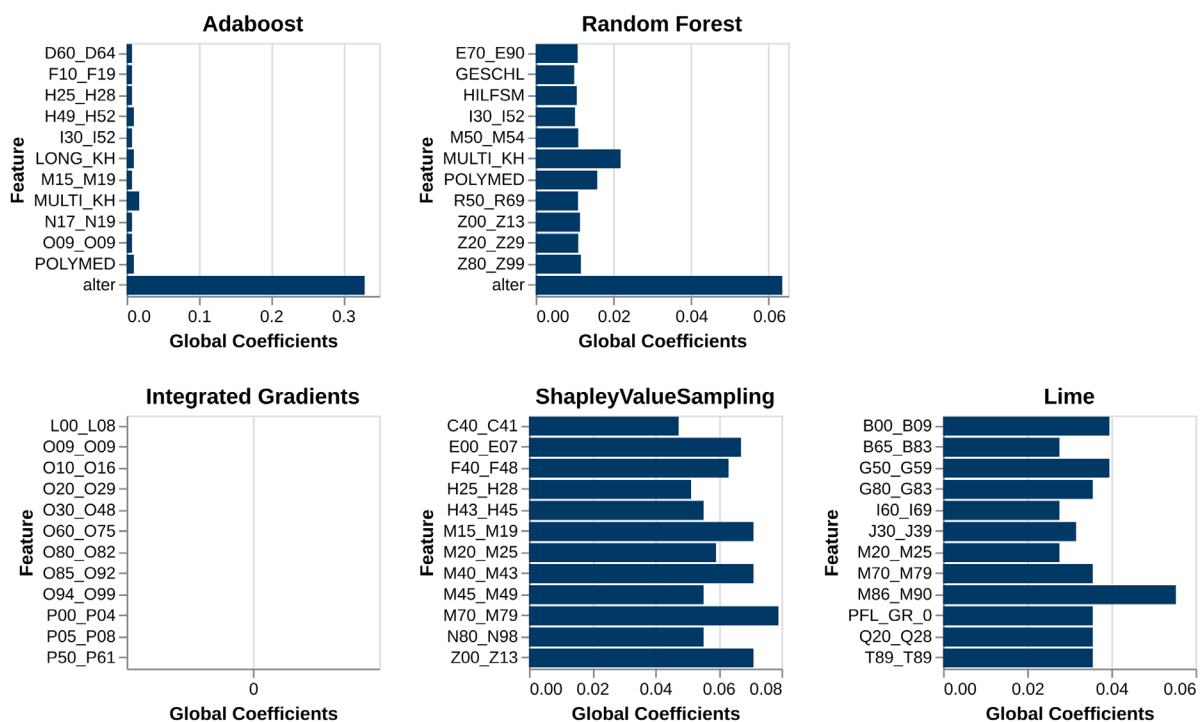 Adaboost
Feature
D60_D64
F10_F19
H25_H28
H49_H52
I30_I52
LONG_KH
M15_M19
MULTI_KH
N17_N19
O09_O09
POLYMED
alter
0.0 0.1 0.2 0.3
Global Coefficients
Random Forest
Feature
E70_E90
GESCHL
HILFSM
I30_I52
M50_M54
MULTI_KH
POLYMED
R50_R69
Z00_Z13
Z20_Z29
Z80_Z99
alter
0.00 0.02 0.04 0.06
Global Coefficients
Integrated Gradients
Feature
L00_L08
O09_O09
O10_O16
O20_O29
O30_O48
O60_O75
O80_O82
O85_O92
O94_O99
P00_P04
P05_P08
P50_P61
0
Global Coefficients
ShapleyValueSampling
Feature
C40_C41
E00_E07
F40_F48
H25_H28
H43_H45
M15_M19
M20_M25
M40_M43
M45_M49
M70_M79
N80_N98
Z00_Z13
0.00 0.02 0.04 0.06 0.08
Global Coefficients
Lime
Feature
B00_B09
B65_B83
G50_G59
G80_G83
I60_I69
J30_J39
M20_M25
M70_M79
M86_M90
PFL_GR_0
Q20_Q28
T89_T89
0.00 0.02 0.04 0.06
Global Coefficients